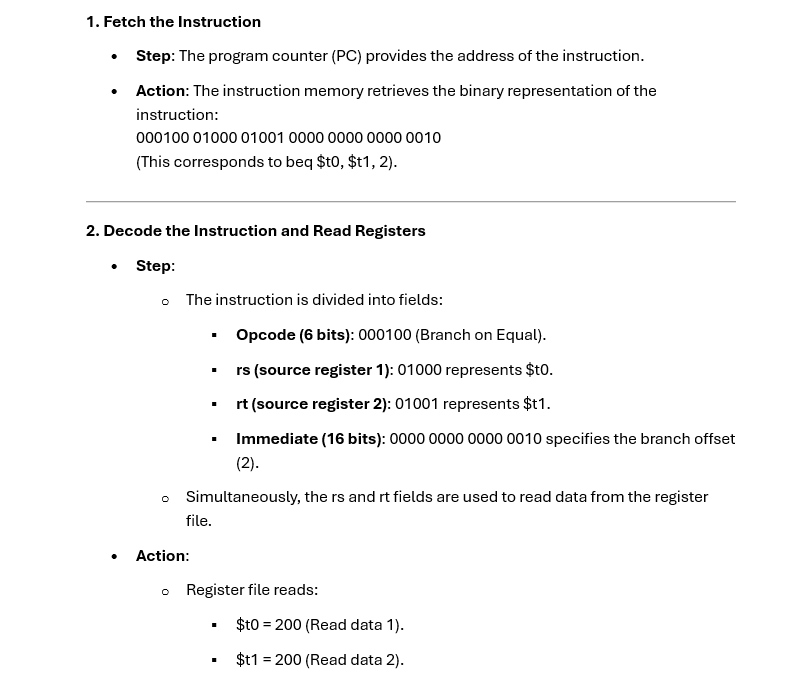 1. Fetch the Instruction
• Step: The program counter (PC) provides the address of the instruction.
• Action: The instruction memory retrieves the binary representation of the
instruction:
000100 01000 01001 0000 0000 0000 0010
(This corresponds to beq $t0, $t1, 2).
2. Decode the Instruction and Read Registers
• Step:
o The instruction is divided into fields:
▪ Opcode (6 bits): 000100 (Branch on Equal).
▪ rs (source register 1): 01000 represents $t0.
▪ rt (source register 2): 01001 represents $t1.
▪ Immediate (16 bits): 0000 0000 0000 0010 specifies the branch offset
(2).
o Simultaneously, the rs and rt fields are used to read data from the register
file.
• Action:
o Register file reads:
▪ $t0 = 200 (Read data 1).
▪ $t1 = 200 (Read data 2).